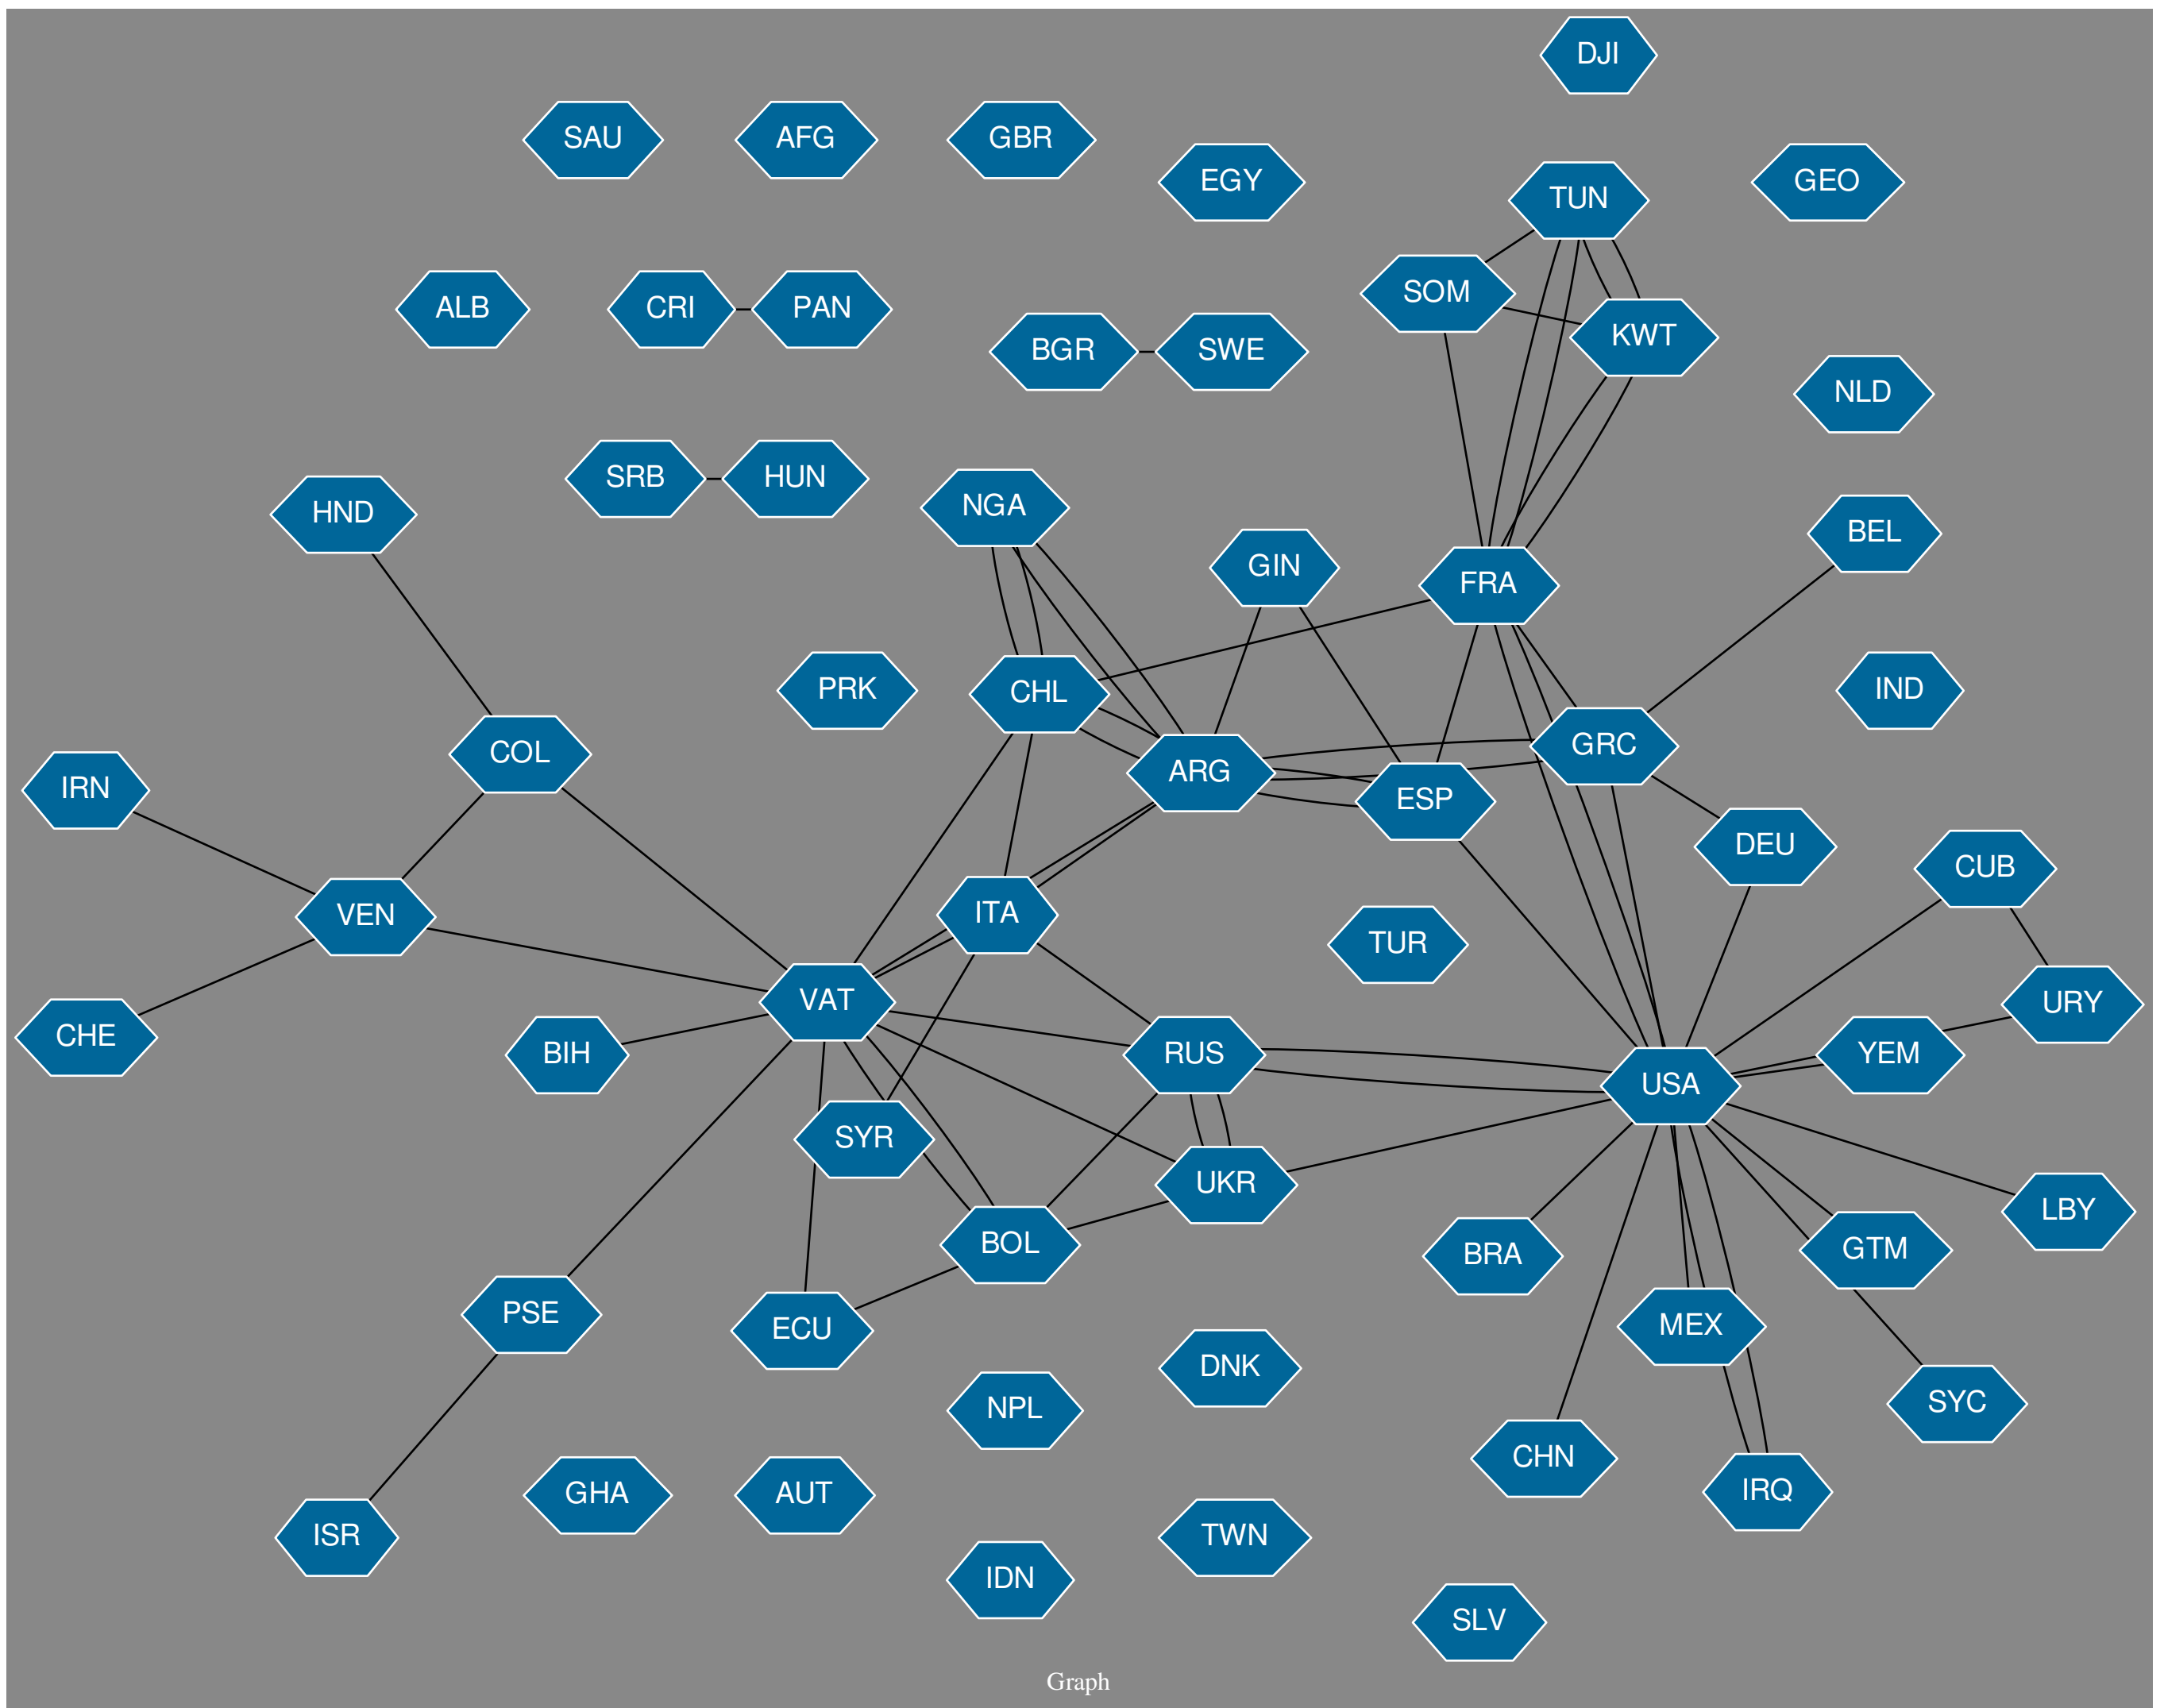 DJI
SAU
AFG
GBR
EGY
GEO
TUN
SOM
ALB
CRI
PAN
KWT
BGR
SWE
NLD
SRB
HUN
NGA
HND
BEL
GIN
FRA
PRK
CHL
IND
COL
GRC
ARG
IRN
ESP
DEU
CUB
VEN
ITA
TUR
VAT
URY
CHE
BIH
RUS
YEM
USA
SYR
UKR
LBY
BOL
GTM
BRA
PSE
ECU
MEX
DNK
NPL
SYC
CHN
IRQ
GHA
AUT
ISR
TWN
IDN
SLV
Graph